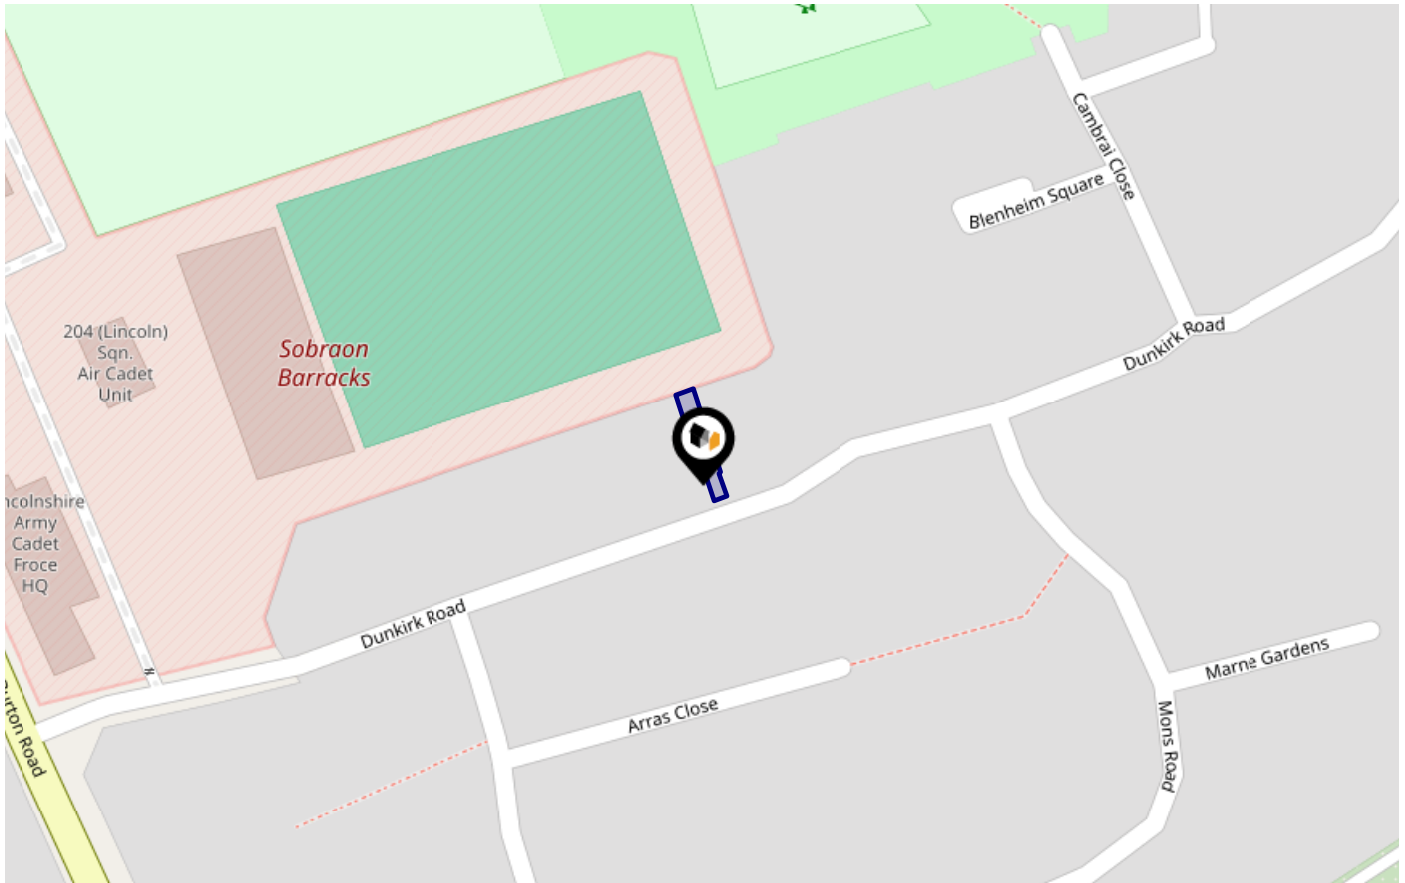 Cambrai Close
Blenheim Square
204 (Lincoln)
Sqn.
Air Cadet
Unit
Sobraon
Barracks
Dunkirk Road
ncolnshire
Army
Cadet
Froce
HQ
Dunkirk Road
Marne Gardens
Arras Close
Mons Road
urton Road